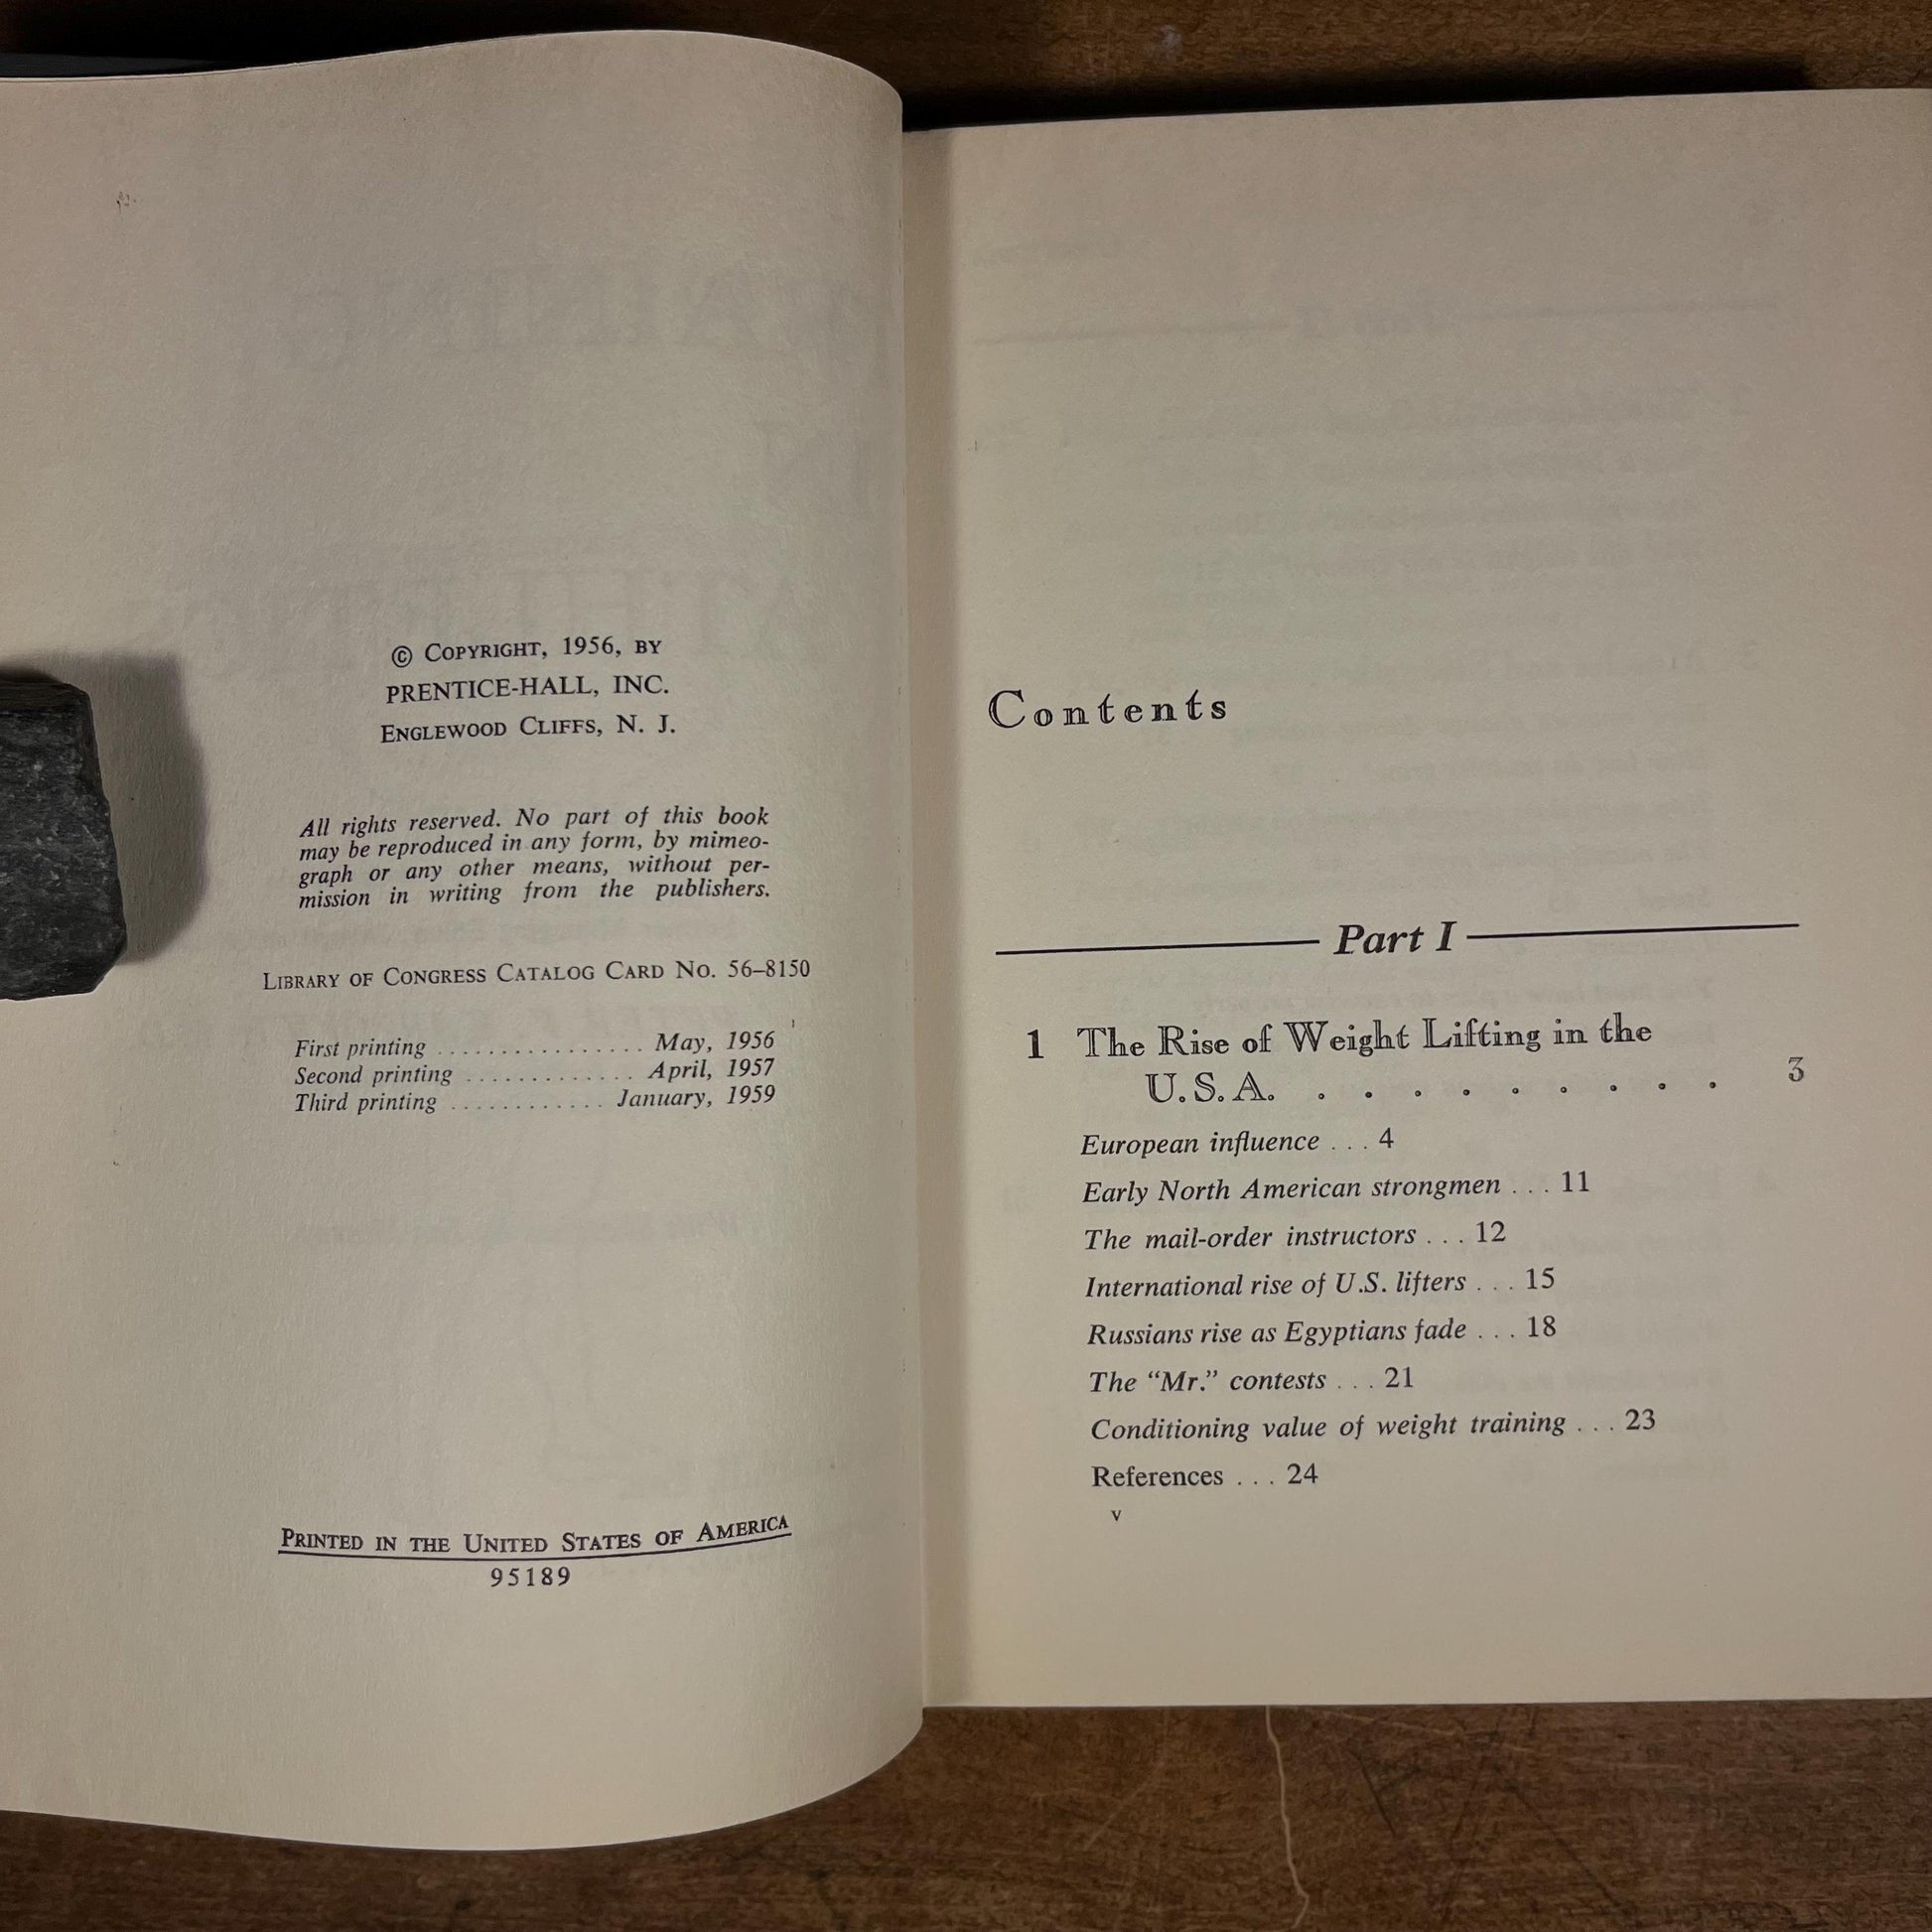 © Copyright, 1956, by
PRENTICE-HALL, INC.
Englewood Cliffs, N. J.
All rights reserved. No part of this book
may be reproduced in any form, by mimeo-
graph or any other means, without per-
mission in writing from the publishers.
Library of Congress Catalog Card No. 56–8150
First printing ................ May, 1956
Second printing ............. April, 1957
Third printing ............ January, 1959
Printed in the United States of America
95189
Contents
Part I
1 The Rise of Weight Lifting in the
U.S.A. . . . . . . . . . 3
European influence . . . 4
Early North American strongmen . . . 11
The mail-order instructors . . . 12
International rise of U.S. lifters . . . 15
Russians rise as Egyptians fade . . . 18
The “Mr.” contests . . . 21
Conditioning value of weight training . . . 23
References . . . 24
v